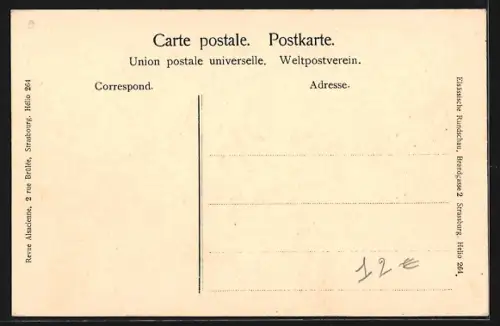 Carte postale. Postkarte.
Union postale universelle. Weltpostverein.
Correspond. Adresse.
Revue Alsacienne, 2 rue Brûlée, Strasbourg. Hélio 264
Elsässische Rundschau, Brandgasse 2 Strassburg Helio 264.
12 €